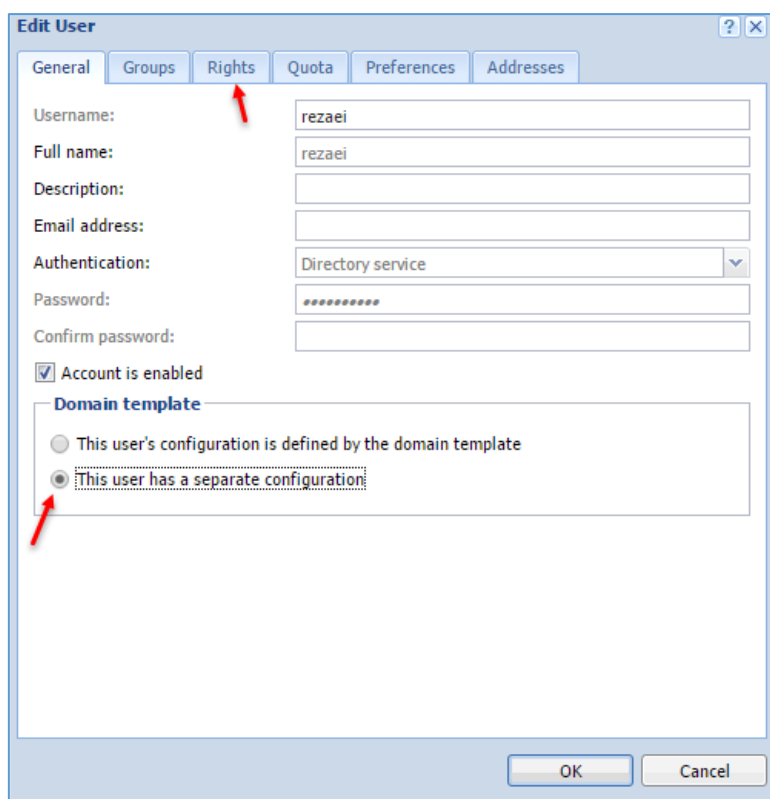 Edit User
General Groups Rights Quota Preferences Addresses
Username: rezaei
Full name: rezaei
Description:
Email address:
Authentication: Directory service
Password: ••••••••••
Confirm password:
Account is enabled
Domain template
This user's configuration is defined by the domain template
This user has a separate configuration
OK Cancel